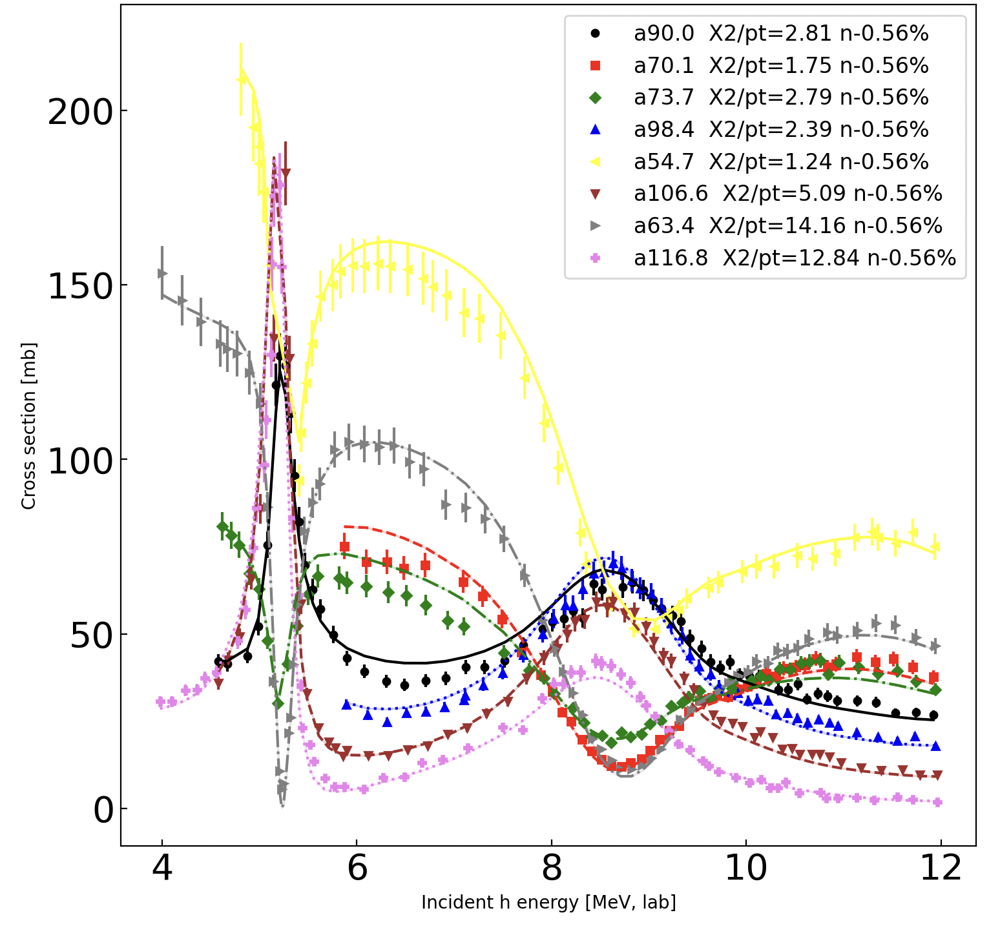 a90.0 X2/pt=2.81 n-0.56%
a70.1 X2/pt=1.75 n-0.56%
a73.7 X2/pt=2.79 n-0.56%
a98.4 X2/pt=2.39 n-0.56%
a54.7 X2/pt=1.24 n-0.56%
a106.6 X2/pt=5.09 n-0.56%
a63.4 X2/pt=14.16 n-0.56%
a116.8 X2/pt=12.84 n-0.56%
200
150
100
50
0
Cross section [mb]
4 6 8 10 12
Incident h energy [MeV, lab]